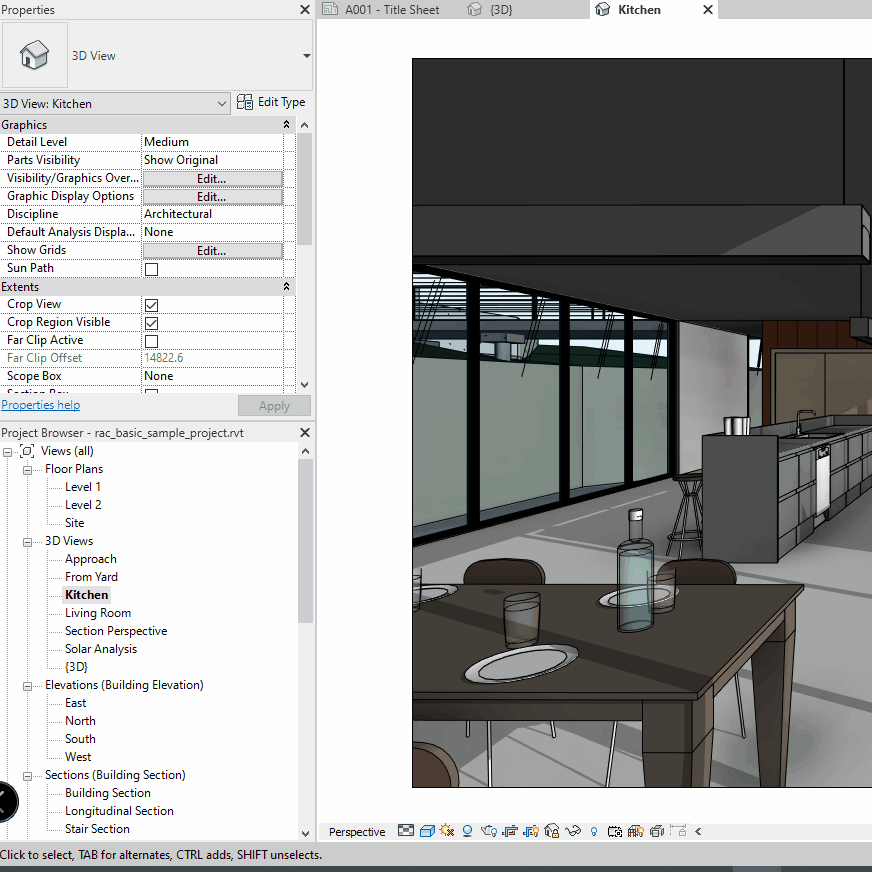 Properties
A001 - Title Sheet
{3D}
Kitchen
3D View
3D View: Kitchen
Edit Type
Graphics
Detail Level
Medium
Parts Visibility
Show Original
Visibility/Graphics Over...
Edit...
Graphic Display Options
Edit...
Discipline
Architectural
Default Analysis Displa...
None
Show Grids
Edit...
Sun Path
Extents
Crop View
Crop Region Visible
Far Clip Active
Far Clip Offset
14822.6
Scope Box
None
Section Box
Properties help
Apply
Project Browser - rac_basic_sample_project.rvt
Views (all)
Floor Plans
Level 1
Level 2
Site
3D Views
Approach
From Yard
Kitchen
Living Room
Section Perspective
Solar Analysis
{3D}
Elevations (Building Elevation)
East
North
South
West
Sections (Building Section)
Building Section
Longitudinal Section
Stair Section
Perspective
Click to select, TAB for alternates, CTRL adds, SHIFT unselects.